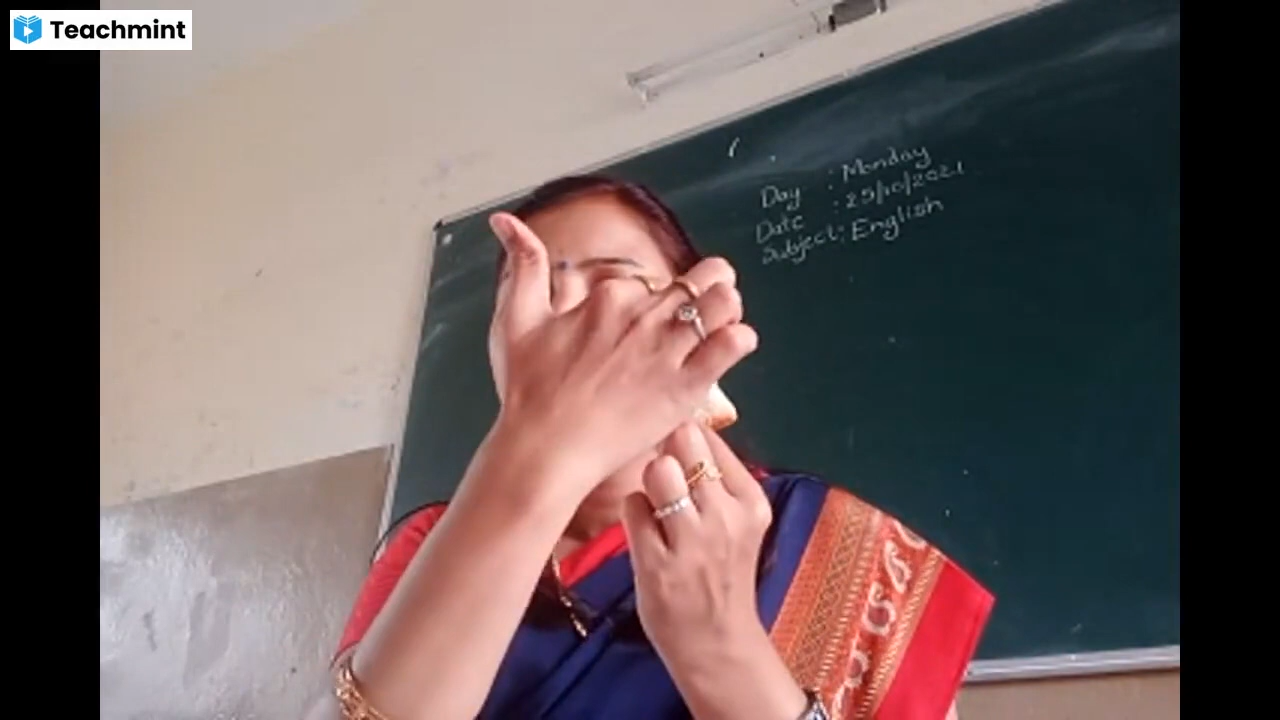 Teachmint
Day : Monday
Date : 25/10/2021
Subject: English